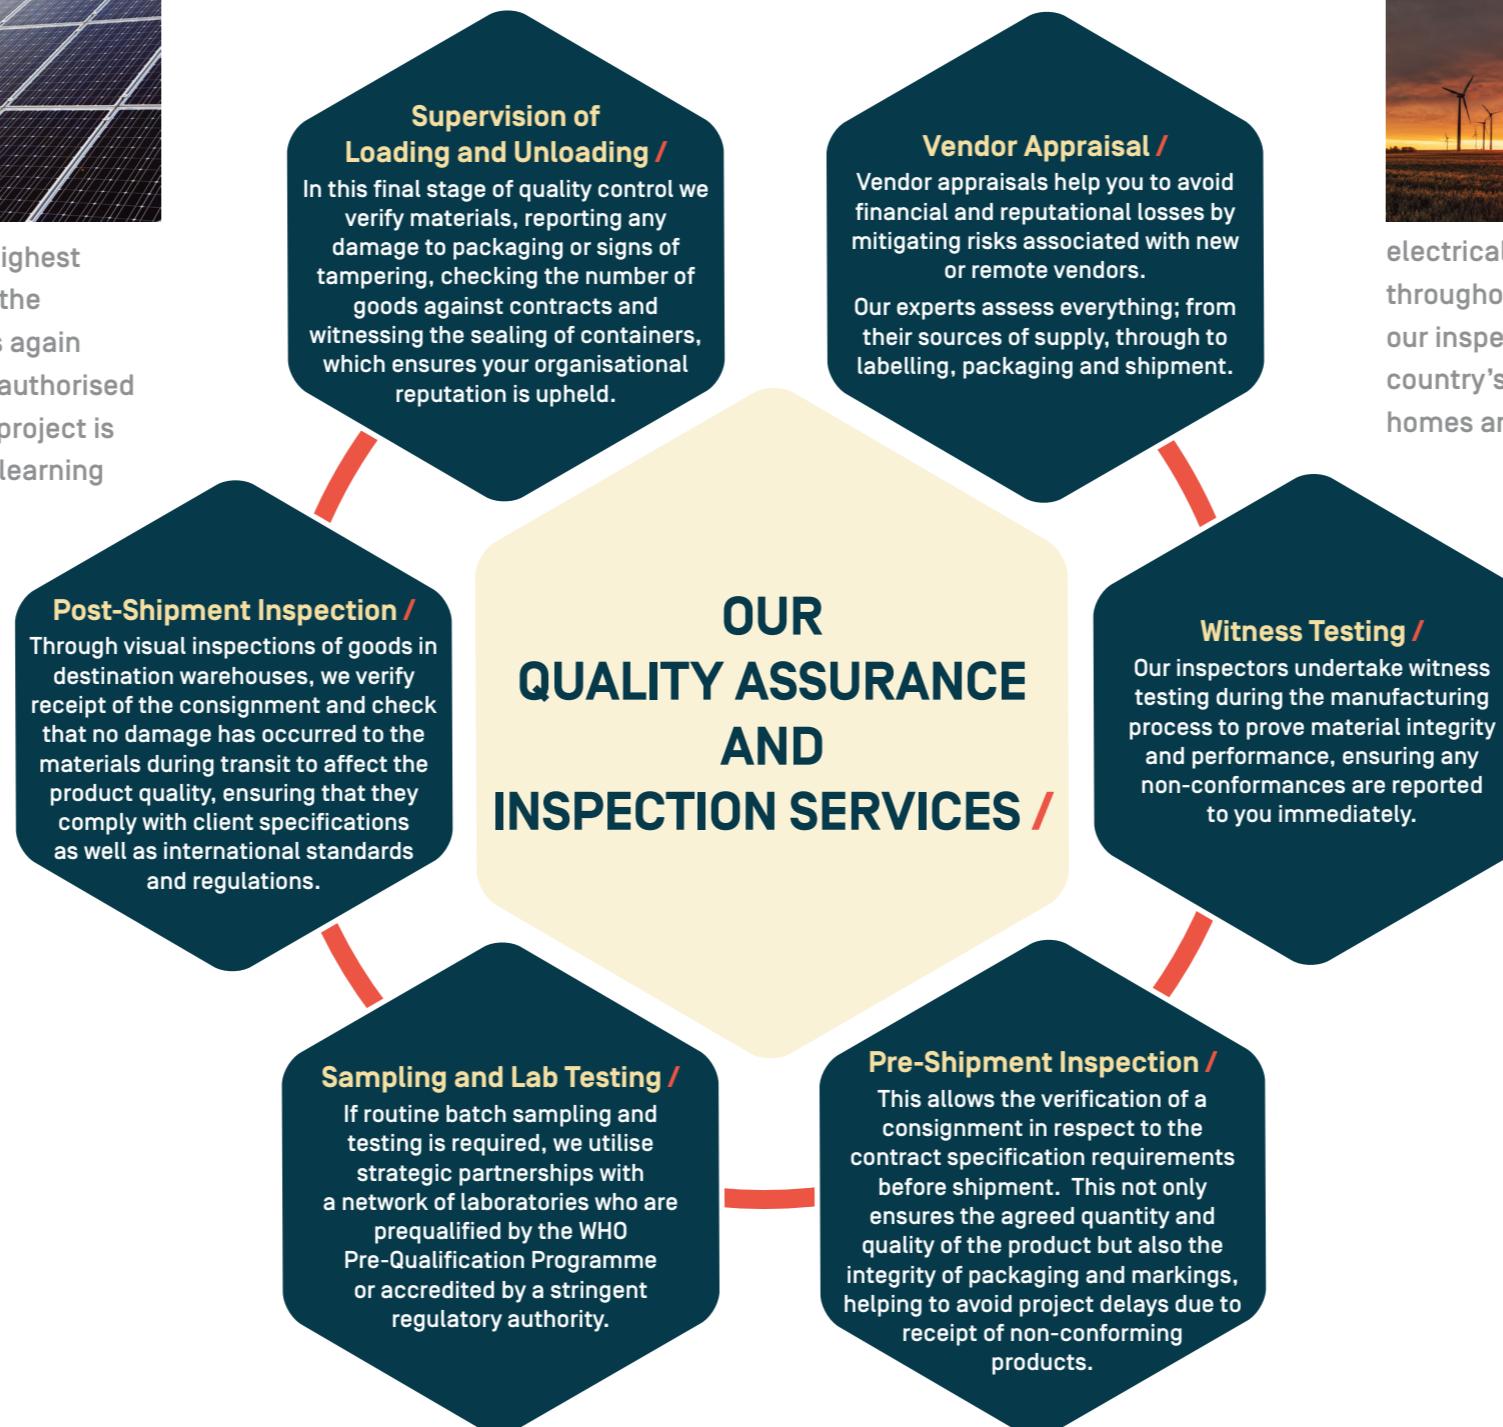 Supervision of
Loading and Unloading /
In this final stage of quality control we
verify materials, reporting any
damage to packaging or signs of
tampering, checking the number of
goods against contracts and
witnessing the sealing of containers,
which ensures your organisational
reputation is upheld.
Vendor Appraisal /
Vendor appraisals help you to avoid
financial and reputational losses by
mitigating risks associated with new
or remote vendors.
Our experts assess everything; from
their sources of supply, through to
labelling, packaging and shipment.
ighest
the
again
authorised
project is
learning
electrical
througho
our inspe
country's
homes ar
Post-Shipment Inspection /
Through visual inspections of goods in
destination warehouses, we verify
receipt of the consignment and check
that no damage has occurred to the
materials during transit to affect the
product quality, ensuring that they
comply with client specifications
as well as international standards
and regulations.
OUR
QUALITY ASSURANCE
AND
INSPECTION SERVICES /
Witness Testing /
Our inspectors undertake witness
testing during the manufacturing
process to prove material integrity
and performance, ensuring any
non-conformances are reported
to you immediately.
Sampling and Lab Testing /
If routine batch sampling and
testing is required, we utilise
strategic partnerships with
a network of laboratories who are
prequalified by the WHO
Pre-Qualification Programme
or accredited by a stringent
regulatory authority.
Pre-Shipment Inspection /
This allows the verification of a
consignment in respect to the
contract specification requirements
before shipment. This not only
ensures the agreed quantity and
quality of the product but also the
integrity of packaging and markings,
helping to avoid project delays due to
receipt of non-conforming
products.